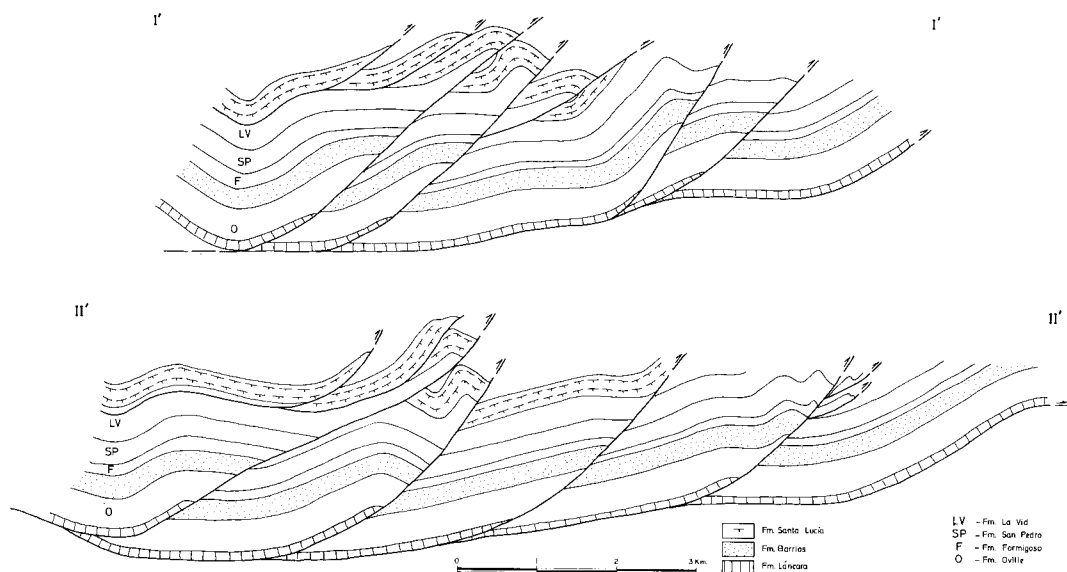 I'
I'
LV
SP
F
O
II'
II'
LV
SP
F
O
Fm. Santa Lucía
Fm. Barrios
Fm. Láncara
0 1 2 3 Km.
LV - Fm. La Vid
SP - Fm. San Pedro
F - Fm. Formigoso
O - Fm. Oville